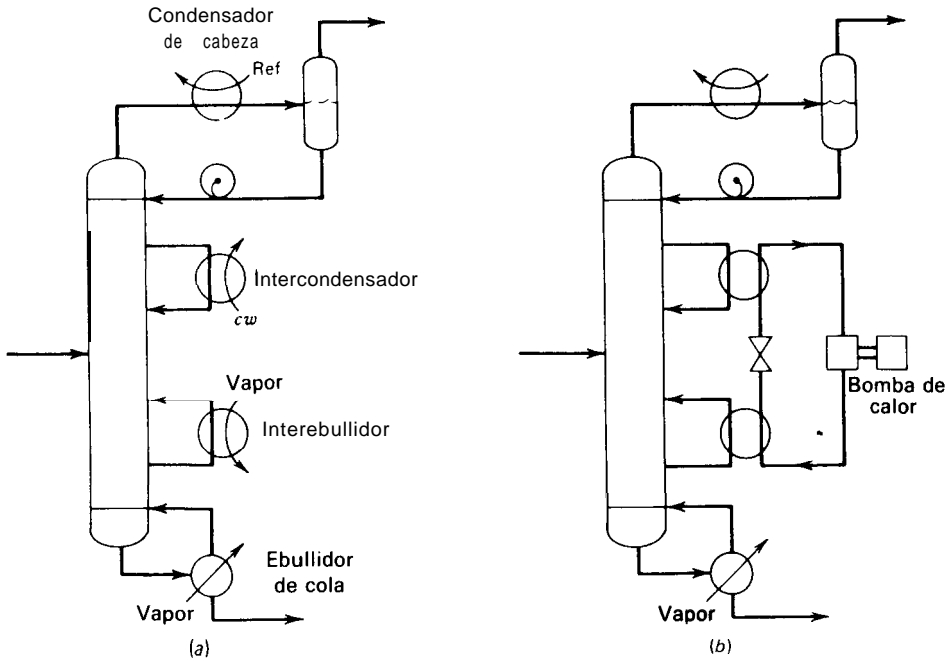 Condensador
de cabeza
Ref
Intercondensador
cw
Vapor
Interebullidor
Ebullidor
de cola
Vapor
(a)
Bomba de
calor
Vapor
(b)